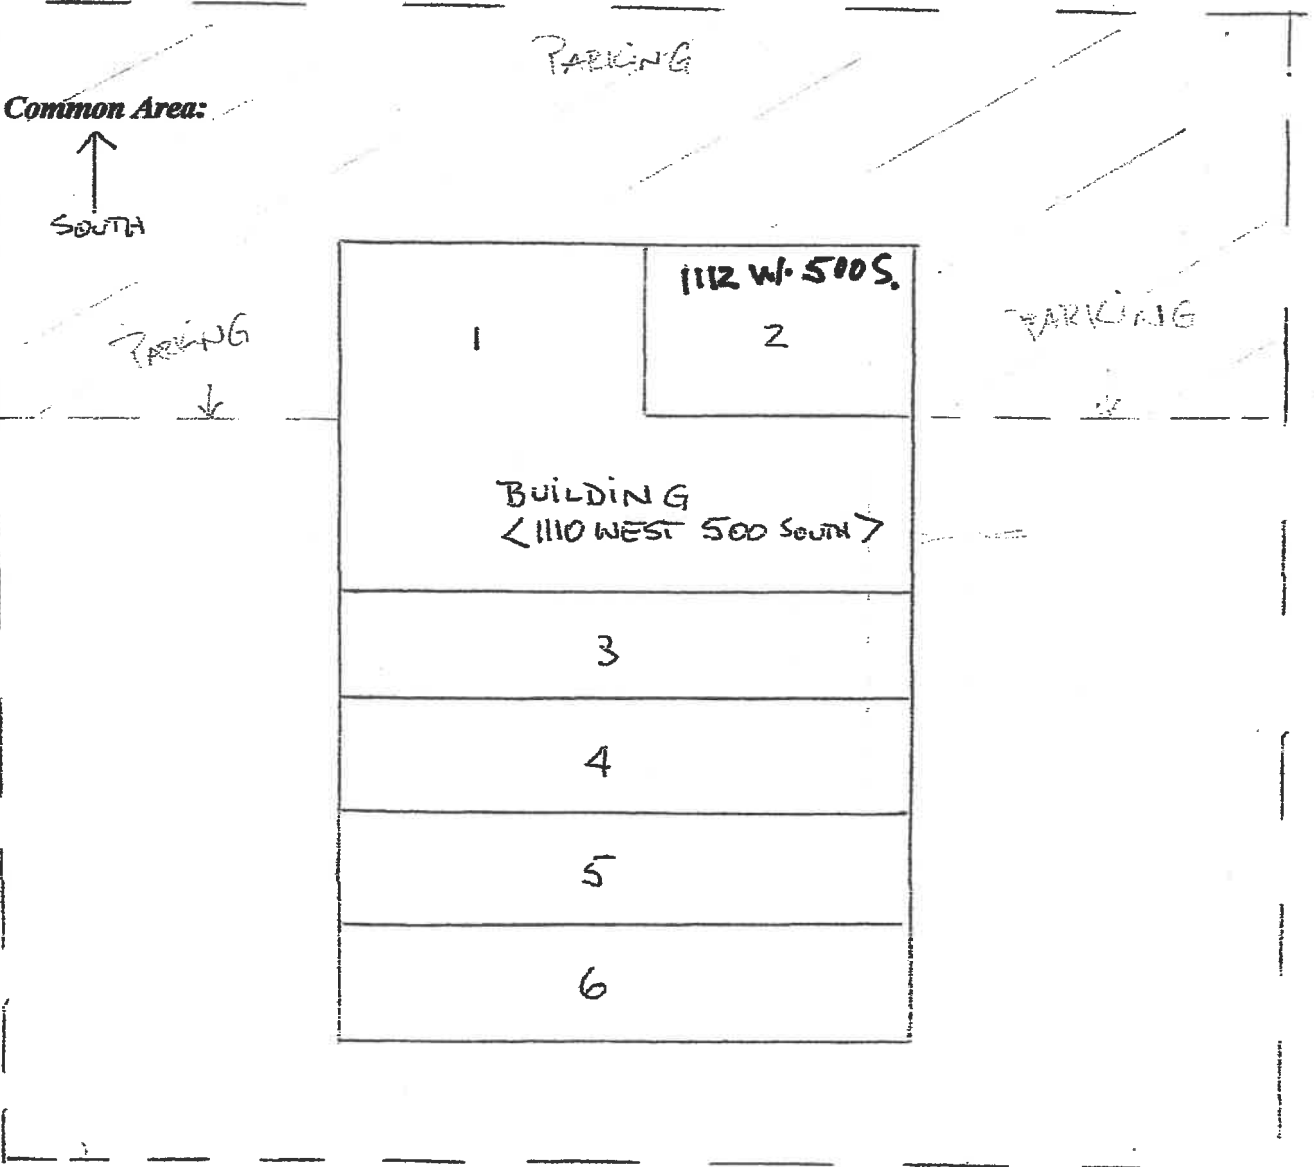 PARKING
Common Area:
SOUTH
1112 W. 500 S.
PARKING
1
2
PARKING
BUILDING
<1110 WEST 500 SOUTH>
3
4
5
6